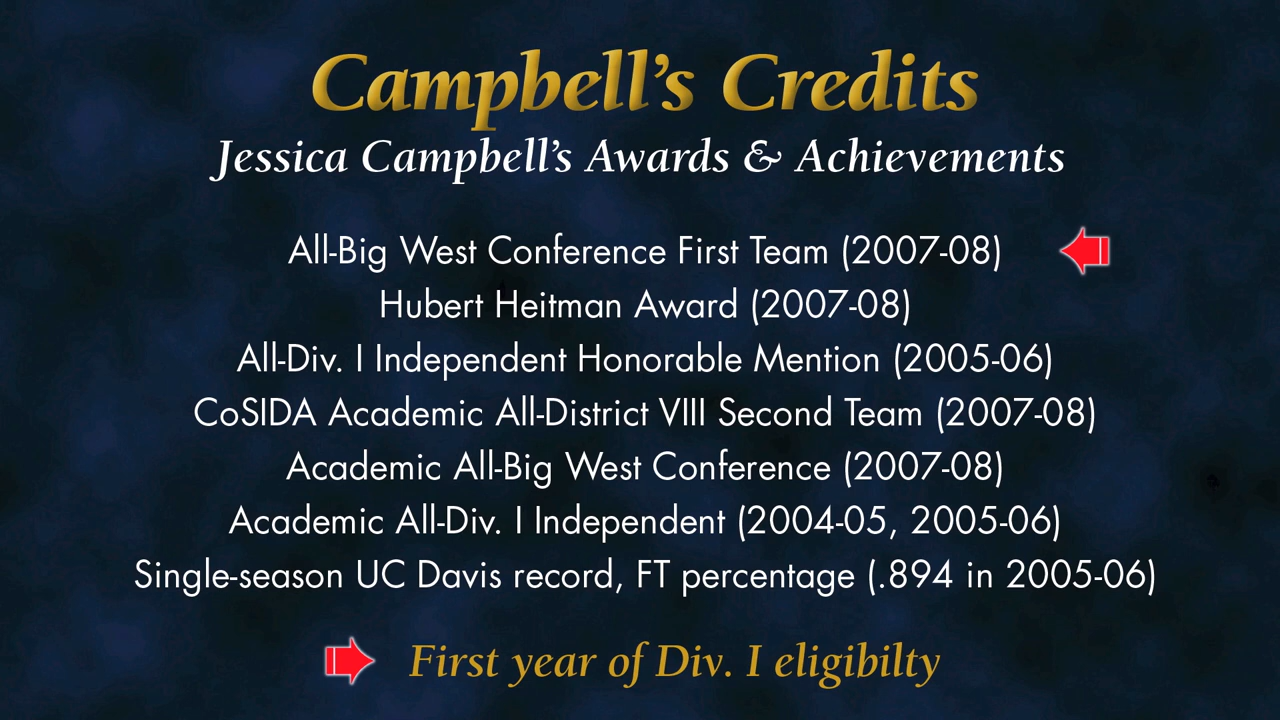 Campbell’s Credits
Jessica Campbell’s Awards & Achievements
All-Big West Conference First Team (2007-08)
Hubert Heitman Award (2007-08)
All-Div. I Independent Honorable Mention (2005-06)
CoSIDA Academic All-District VIII Second Team (2007-08)
Academic All-Big West Conference (2007-08)
Academic All-Div. I Independent (2004-05, 2005-06)
Single-season UC Davis record, FT percentage (.894 in 2005-06)
First year of Div. I eligibilty